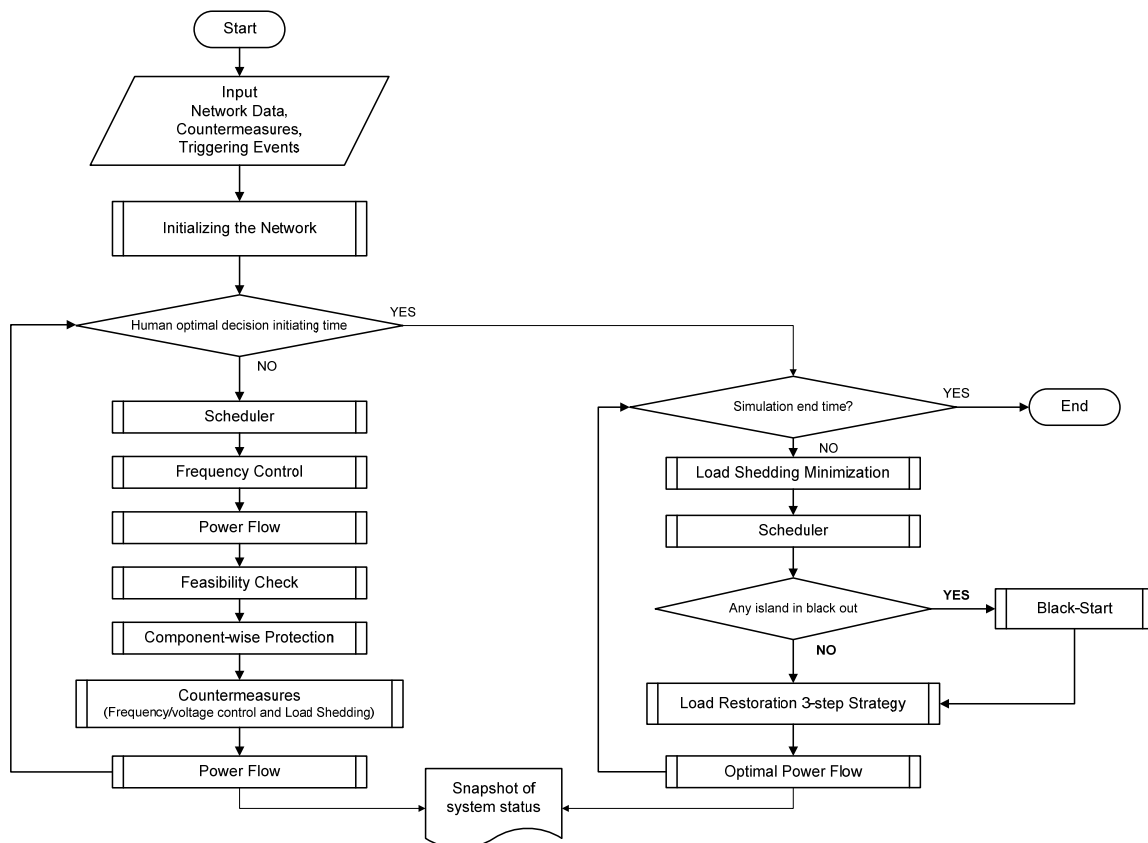 Start
Input
Network Data,
Countermeasures,
Triggering Events
Initializing the Network
Human optimal decision initiating time
YES
NO
Scheduler
Frequency Control
Power Flow
Feasibility Check
Component-wise Protection
Countermeasures
(Frequency/voltage control and Load Shedding)
Power Flow
Simulation end time?
YES
End
NO
Load Shedding Minimization
Scheduler
Any island in black out
YES
Black-Start
NO
Load Restoration 3-step Strategy
Optimal Power Flow
Snapshot of
system status